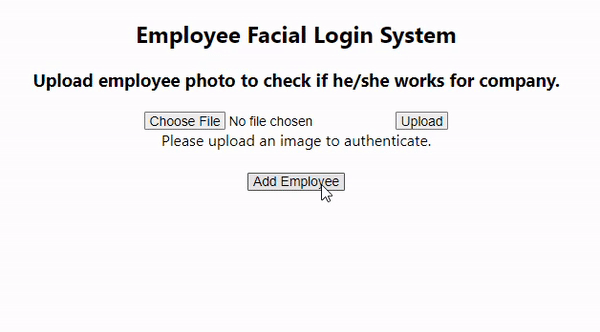 Employee Facial Login System
Upload employee photo to check if he/she works for company.
Choose File No file chosen Upload
Please upload an image to authenticate.
Add Employee